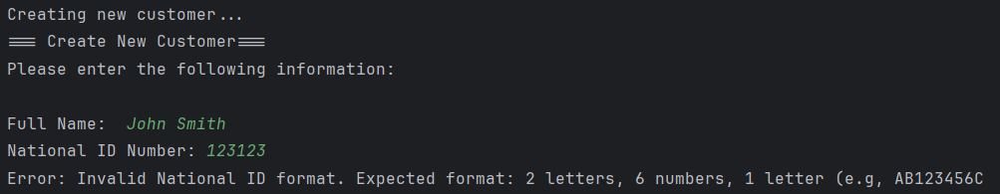 Creating new customer...
=== Create New Customer===
Please enter the following information:
Full Name:  John Smith
National ID Number: 123123
Error: Invalid National ID format. Expected format: 2 letters, 6 numbers, 1 letter (e.g, AB123456C